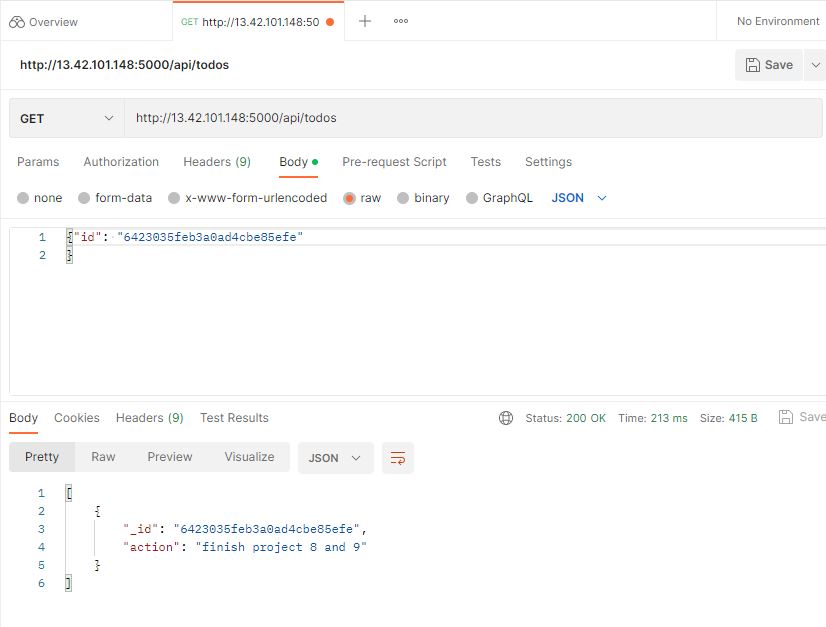 Overview GET http://13.42.101.148:50 No Environment
http://13.42.101.148:5000/api/todos Save
GET http://13.42.101.148:5000/api/todos
Params Authorization Headers (9) Body Pre-request Script Tests Settings
none form-data x-www-form-urlencoded raw binary GraphQL JSON
1 {"id": "6423035feb3a0ad4cbe85efe"
2 }
Body Cookies Headers (9) Test Results Status: 200 OK Time: 213 ms Size: 415 B Save
Pretty Raw Preview Visualize JSON
1 [
2 {
3 "_id": "6423035feb3a0ad4cbe85efe",
4 "action": "finish project 8 and 9"
5 }
6 ]